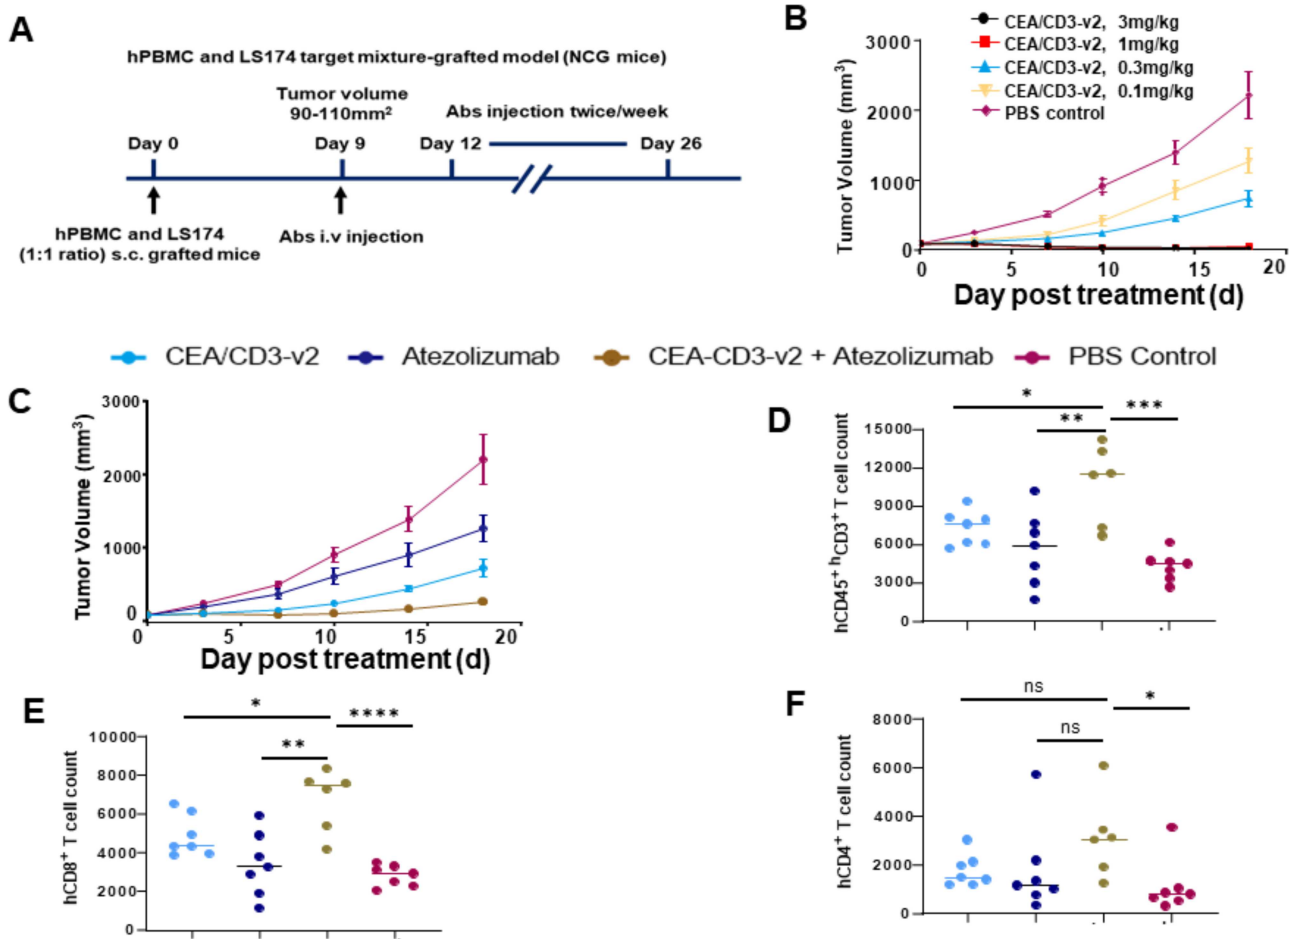 A
hPBMC and LS174 target mixture-grafted model (NCG mice)
Tumor volume
90-110mm²
Abs injection twice/week
Day 0
Day 9
Day 12
Day 26
hPBMC and LS174
(1:1 ratio) s.c. grafted mice
Abs i.v injection
B
CEA/CD3-v2, 3mg/kg
CEA/CD3-v2, 1mg/kg
CEA/CD3-v2, 0.3mg/kg
CEA/CD3-v2, 0.1mg/kg
PBS control
Tumor Volume (mm³)
3000
2000
1000
0
0 5 10 15 20
Day post treatment (d)
CEA/CD3-v2
Atezolizumab
CEA-CD3-v2 + Atezolizumab
PBS Control
C
Tumor Volume (mm³)
3000
2000
1000
0
0 5 10 15 20
Day post treatment (d)
D
* ** ***
hCD45⁺ ʰCD3⁺ T cell count
15000
12000
9000
6000
3000
0
E
* ** ****
hCD8⁺ T cell count
10000
8000
6000
4000
2000
0
F
ns ns *
hCD4⁺ T cell count
8000
6000
4000
2000
0